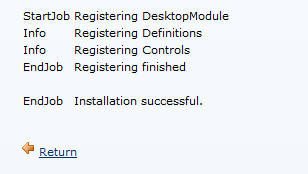 StartJob Registering DesktopModule
Info Registering Definitions
Info Registering Controls
EndJob Registering finished
EndJob Installation successful.
Return